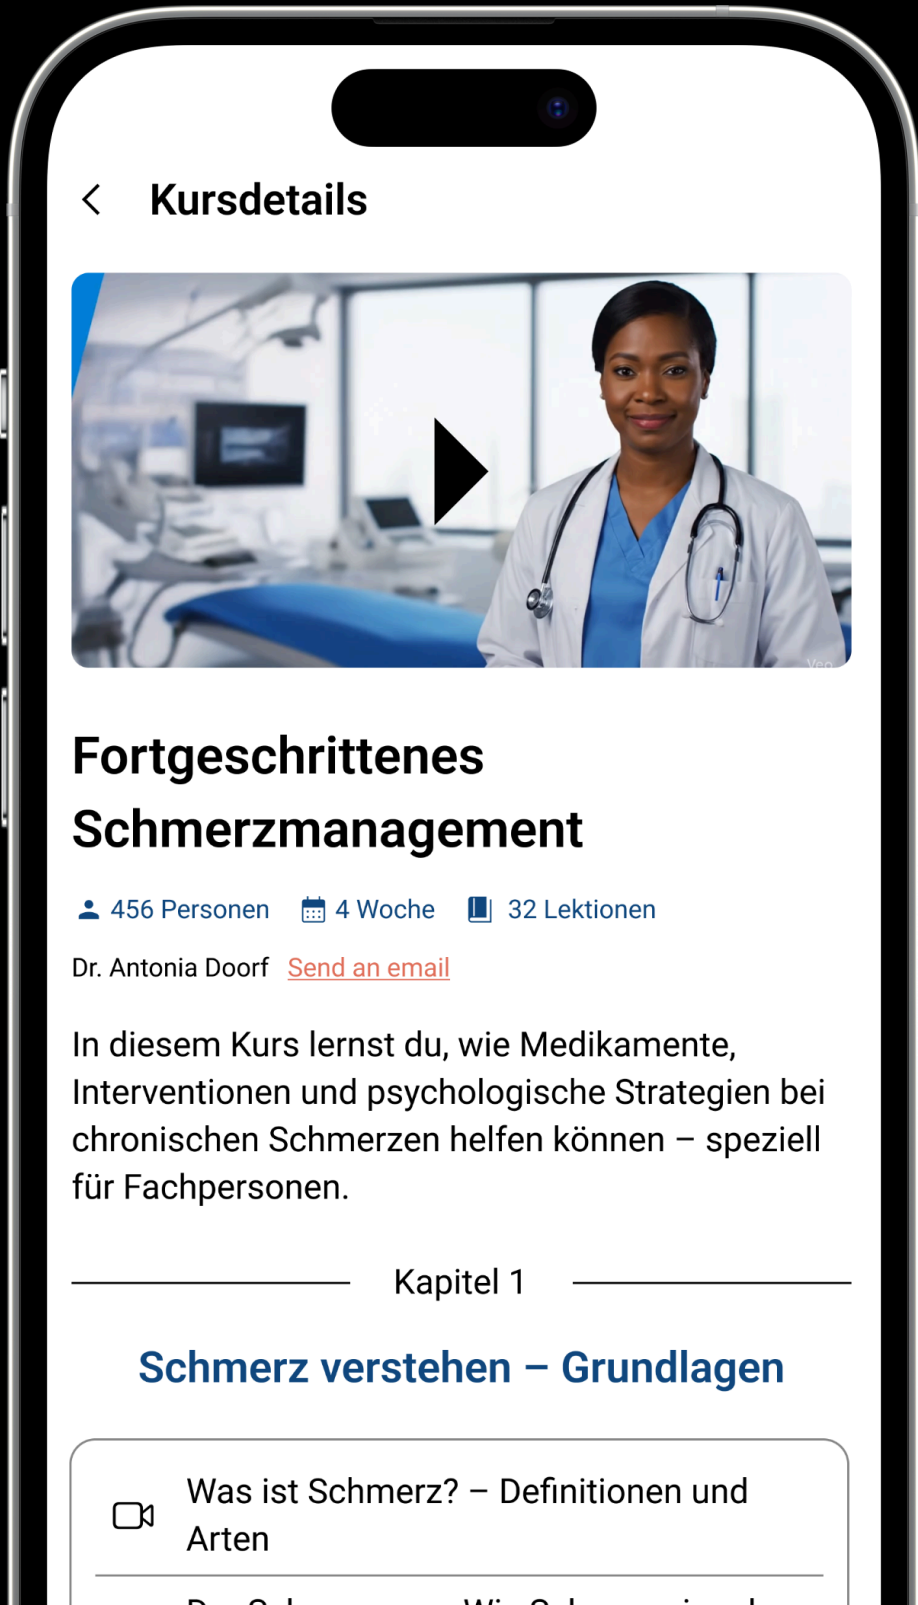 Kursdetails
Fortgeschrittenes
Schmerzmanagement
456 Personen 4 Woche 32 Lektionen
Dr. Antonia Doorf Send an email
In diesem Kurs lernst du, wie Medikamente,
Interventionen und psychologische Strategien bei
chronischen Schmerzen helfen können – speziell
für Fachpersonen.
Kapitel 1
Schmerz verstehen – Grundlagen
Was ist Schmerz? – Definitionen und
Arten